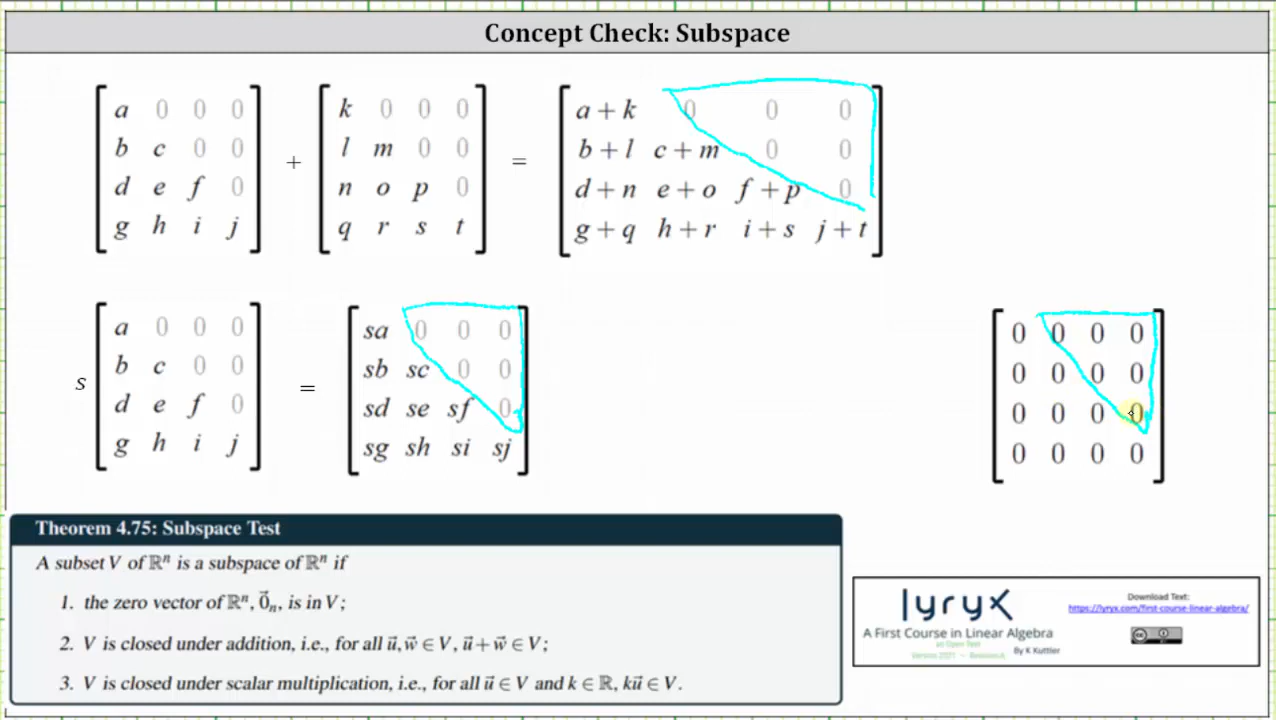 Concept Check: Subspace
a 0 0 0   k 0 0 0   a + k 0 0 0
b c 0 0   l m 0 0   b + l c + m 0 0
+ =
d e f 0   n o p 0   d + n e + o f + p 0
g h i j   q r s t   g + q h + r i + s j + t
a 0 0 0   sa 0 0 0   0 0 0 0
b c 0 0   sb sc 0 0   0 0 0 0
s =
d e f 0   sd se sf 0   0 0 0 0
g h i j   sg sh si sj   0 0 0 0
Theorem 4.75: Subspace Test
A subset V of ℝⁿ is a subspace of ℝⁿ if
1. the zero vector of ℝⁿ, 0⃗ₙ, is in V;
2. V is closed under addition, i.e., for all u⃗, w⃗ ∈ V, u⃗ + w⃗ ∈ V;
3. V is closed under scalar multiplication, i.e., for all u⃗ ∈ V and k ∈ ℝ, ku⃗ ∈ V.
lyryx
A First Course in Linear Algebra
an Open Text
By K Kuttler
Download Text:
https://lyryx.com/first-course-linear-algebra/
cc